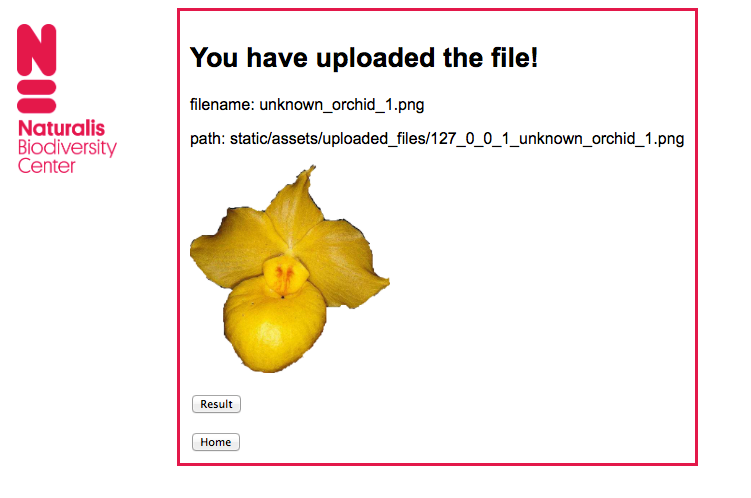 Naturalis
Biodiversity
Center
You have uploaded the file!
filename: unknown_orchid_1.png
path: static/assets/uploaded_files/127_0_0_1_unknown_orchid_1.png
Result
Home